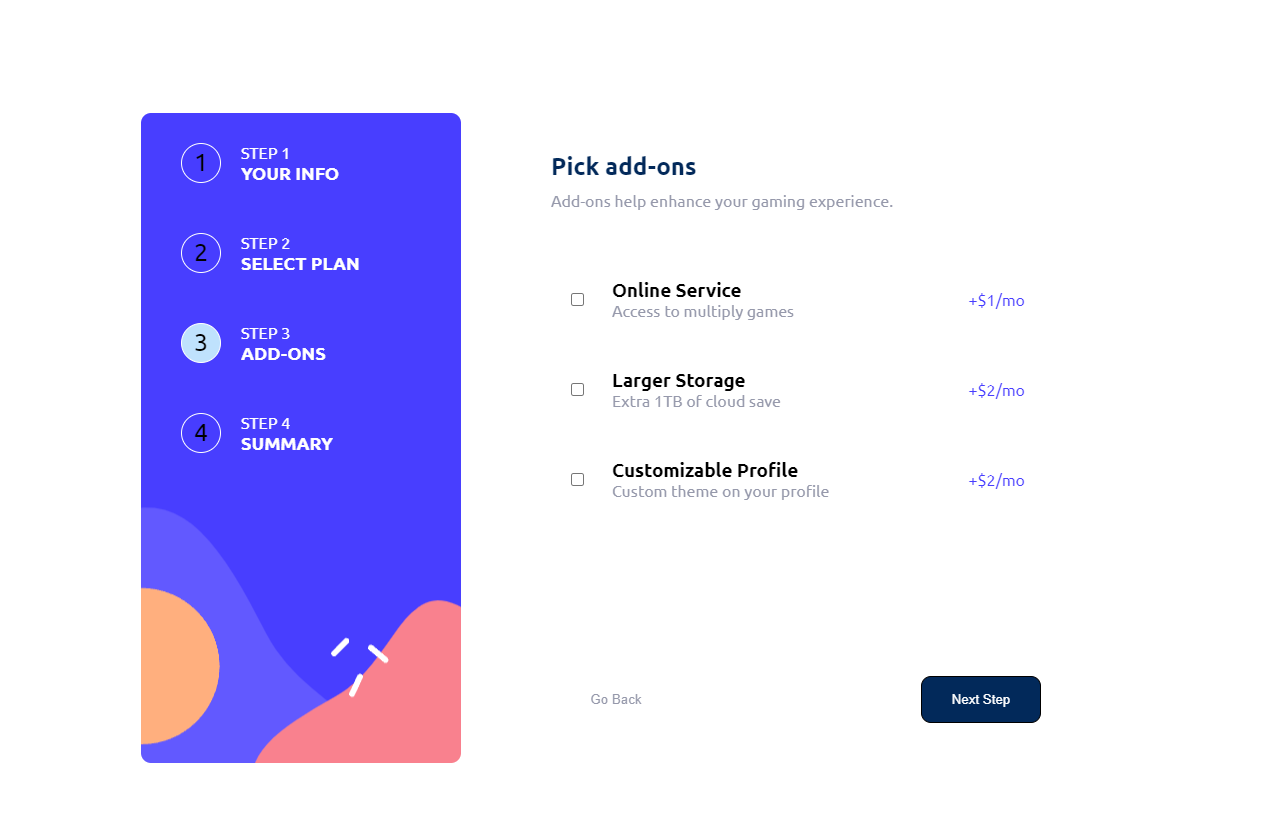 1
STEP 1
YOUR INFO
2
STEP 2
SELECT PLAN
3
STEP 3
ADD-ONS
4
STEP 4
SUMMARY
Pick add-ons
Add-ons help enhance your gaming experience.
Online Service
Access to multiply games
+$1/mo
Larger Storage
Extra 1TB of cloud save
+$2/mo
Customizable Profile
Custom theme on your profile
+$2/mo
Go Back
Next Step